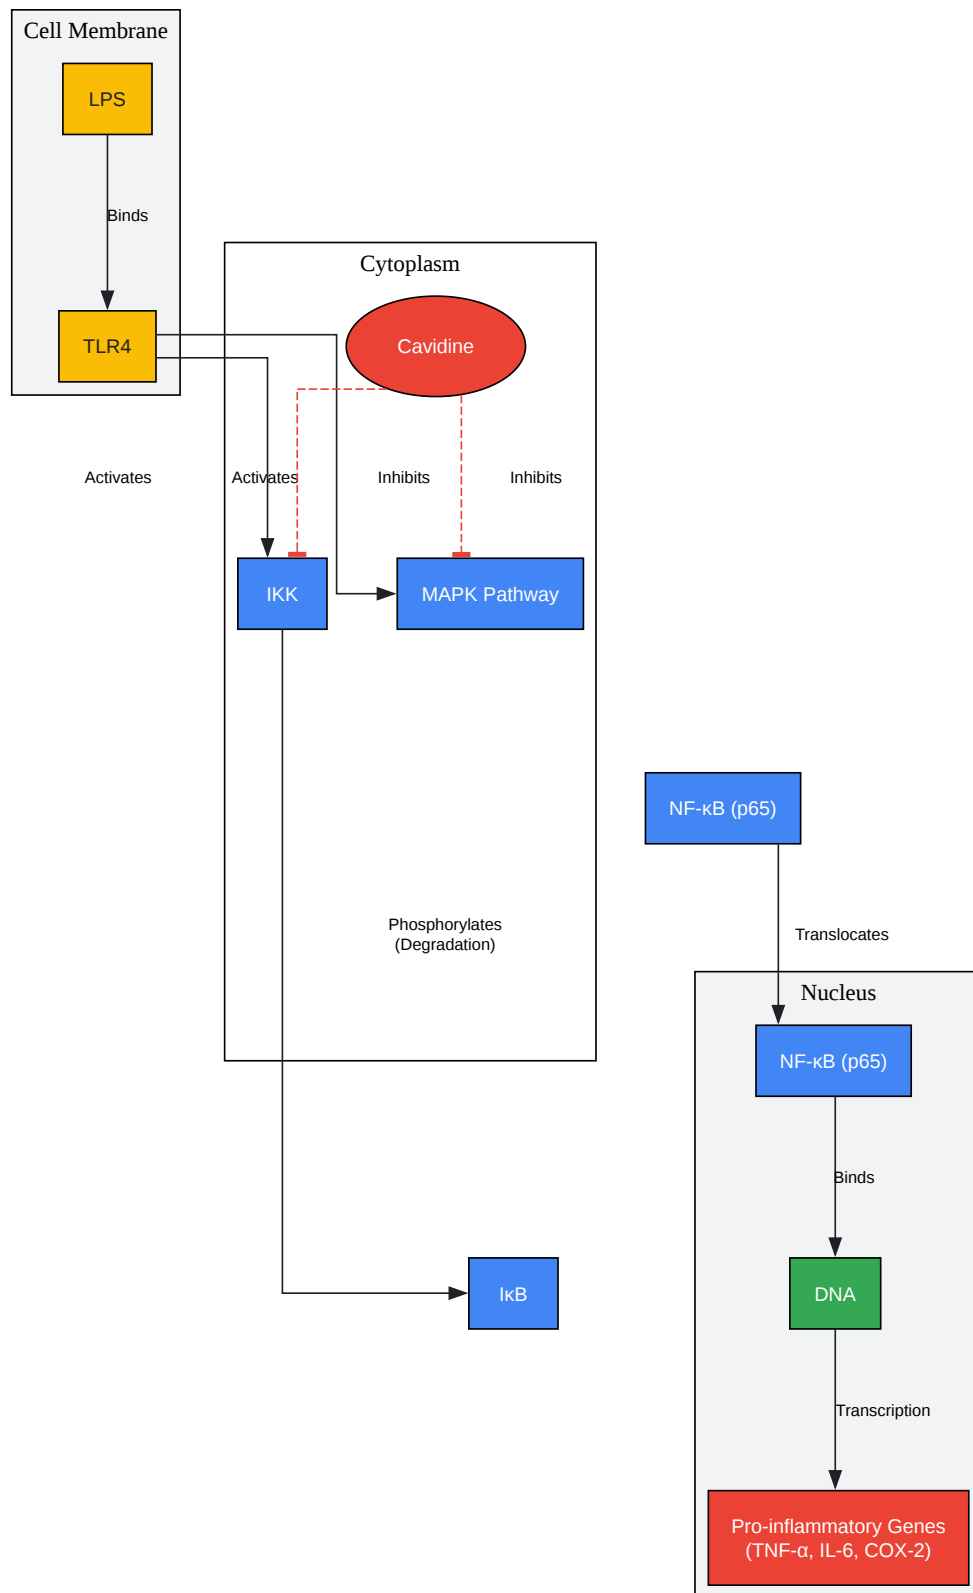 Cell Membrane
LPS
Binds
Cytoplasm
TLR4
Cavidine
Activates
Activates
Inhibits
Inhibits
IKK
MAPK Pathway
NF-κB (p65)
Phosphorylates
(Degradation)
Translocates
Nucleus
NF-κB (p65)
Binds
IκB
DNA
Transcription
Pro-inflammatory Genes
(TNF-α, IL-6, COX-2)